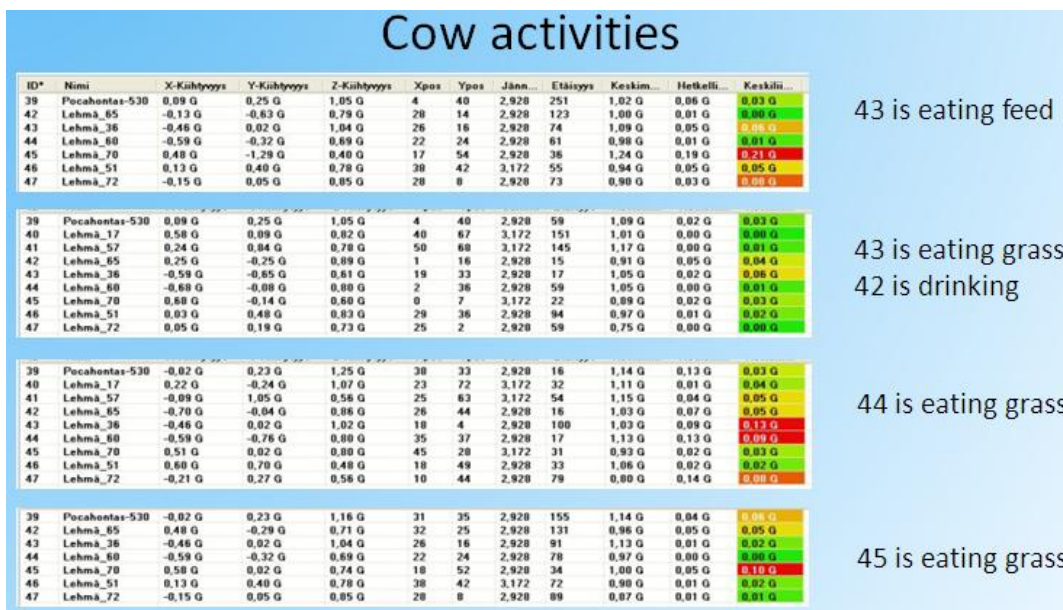 Cow activities
ID* Nimi X-Kiihtyvyys Y-Kiihtyvyys Z-Kiihtyvyys Xpos Ypos Jänn... Etäisyys Keskim... Hetkelli... Keskilii...
39 Pocahontas-530 0,09 G 0,25 G 1,05 G 4 40 2,928 251 1,02 G 0,06 G 0,03 G
42 Lehmä_65 -0,13 G -0,63 G 0,79 G 28 14 2,928 123 1,00 G 0,01 G 0,00 G
43 Lehmä_36 -0,46 G 0,02 G 1,04 G 26 16 2,928 74 1,09 G 0,05 G 0,06 G
44 Lehmä_60 -0,59 G -0,32 G 0,69 G 22 24 2,928 61 0,98 G 0,01 G 0,01 G
45 Lehmä_70 0,48 G -1,29 G 0,40 G 17 54 2,928 36 1,24 G 0,19 G 0,21 G
46 Lehmä_51 0,13 G 0,40 G 0,78 G 38 42 3,172 55 0,94 G 0,05 G 0,05 G
47 Lehmä_72 -0,15 G 0,05 G 0,85 G 28 8 2,928 73 0,90 G 0,03 G 0,08 G
43 is eating feed
39 Pocahontas-530 0,09 G 0,25 G 1,05 G 4 40 2,928 59 1,09 G 0,02 G 0,03 G
40 Lehmä_17 0,58 G 0,09 G 0,82 G 40 67 3,172 151 1,01 G 0,00 G 0,00 G
41 Lehmä_57 0,24 G 0,84 G 0,78 G 50 68 3,172 145 1,17 G 0,00 G 0,01 G
42 Lehmä_65 0,25 G -0,25 G 0,89 G 1 16 2,928 15 0,91 G 0,05 G 0,04 G
43 Lehmä_36 -0,59 G -0,65 G 0,61 G 19 33 2,928 17 1,05 G 0,02 G 0,06 G
44 Lehmä_60 -0,68 G -0,08 G 0,80 G 2 36 2,928 59 1,05 G 0,00 G 0,01 G
45 Lehmä_70 0,68 G -0,14 G 0,60 G 0 7 3,172 22 0,89 G 0,02 G 0,03 G
46 Lehmä_51 0,03 G 0,48 G 0,83 G 29 36 2,928 94 0,97 G 0,01 G 0,02 G
47 Lehmä_72 0,05 G 0,19 G 0,73 G 25 2 2,928 59 0,75 G 0,00 G 0,00 G
43 is eating grass
42 is drinking
39 Pocahontas-530 -0,02 G 0,23 G 1,25 G 38 33 2,928 16 1,14 G 0,13 G 0,03 G
40 Lehmä_17 0,22 G -0,24 G 1,07 G 23 72 3,172 32 1,11 G 0,01 G 0,04 G
41 Lehmä_57 -0,09 G 1,05 G 0,56 G 25 63 3,172 54 1,15 G 0,04 G 0,05 G
42 Lehmä_65 -0,70 G -0,04 G 0,86 G 26 44 2,928 16 1,03 G 0,07 G 0,05 G
43 Lehmä_36 -0,46 G 0,02 G 1,02 G 18 4 2,928 100 1,03 G 0,09 G 0,13 G
44 Lehmä_60 -0,59 G -0,76 G 0,80 G 35 37 2,928 17 1,13 G 0,13 G 0,09 G
45 Lehmä_70 0,51 G 0,02 G 0,80 G 45 28 3,172 31 0,93 G 0,02 G 0,03 G
46 Lehmä_51 0,60 G 0,70 G 0,48 G 18 49 2,928 33 1,06 G 0,02 G 0,02 G
47 Lehmä_72 -0,21 G 0,27 G 0,56 G 10 44 2,928 79 0,80 G 0,14 G 0,08 G
44 is eating grass
39 Pocahontas-530 -0,02 G 0,23 G 1,16 G 31 35 2,928 155 1,14 G 0,04 G 0,06 G
42 Lehmä_65 0,48 G -0,29 G 0,71 G 32 25 2,928 131 0,96 G 0,05 G 0,05 G
43 Lehmä_36 -0,46 G 0,02 G 1,04 G 26 16 2,928 91 1,13 G 0,01 G 0,02 G
44 Lehmä_60 -0,59 G -0,32 G 0,69 G 22 24 2,928 78 0,97 G 0,00 G 0,00 G
45 Lehmä_70 0,58 G 0,02 G 0,74 G 18 52 2,928 34 1,00 G 0,05 G 0,10 G
46 Lehmä_51 0,13 G 0,40 G 0,78 G 38 42 3,172 72 0,90 G 0,01 G 0,02 G
47 Lehmä_72 -0,15 G 0,05 G 0,85 G 28 8 2,928 89 0,87 G 0,01 G 0,01 G
45 is eating grass